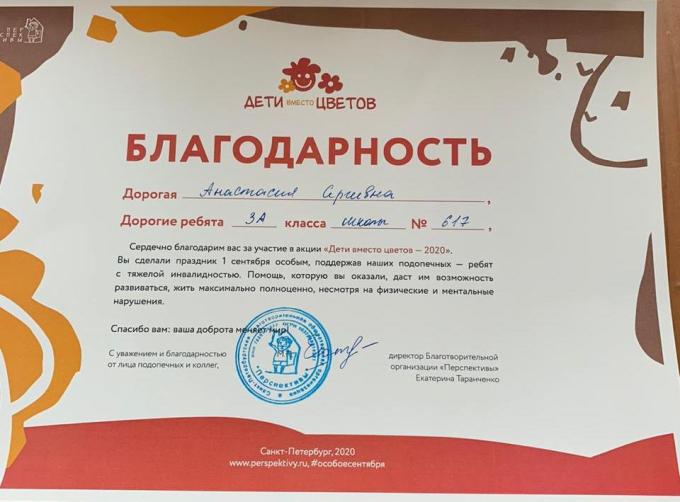 ПЕР
СПЕК
ТИВЫ
ДЕТИ ВМЕСТО ЦВЕТОВ
БЛАГОДАРНОСТЬ
Дорогая Анастасия Сергеевна,
Дорогие ребята 3А класса школы № 617,
Сердечно благодарим вас за участие в акции «Дети вместо цветов – 2020».
Вы сделали праздник 1 сентября особым, поддержав наших подопечных – ребят
с тяжелой инвалидностью. Помощь, которую вы оказали, даст им возможность
развиваться, жить максимально полноценно, несмотря на физические и ментальные
нарушения.
Спасибо вам: ваша доброта меняет мир!
С уважением и благодарностью
от лица подопечных и коллег,
«Перспективы»
директор Благотворительной
организации «Перспективы»
Екатерина Таранченко
Санкт-Петербург, 2020
www.perspektivy.ru, #особоесентября